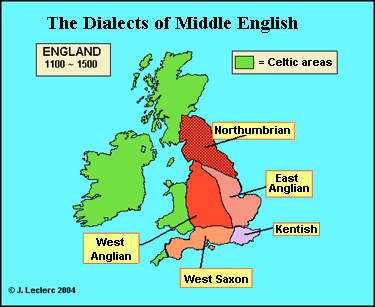 The Dialects of Middle English
ENGLAND
1100 ~ 1500
= Celtic areas
Northumbrian
East
Anglian
Kentish
West
Anglian
West Saxon
© J. Leclerc 2004